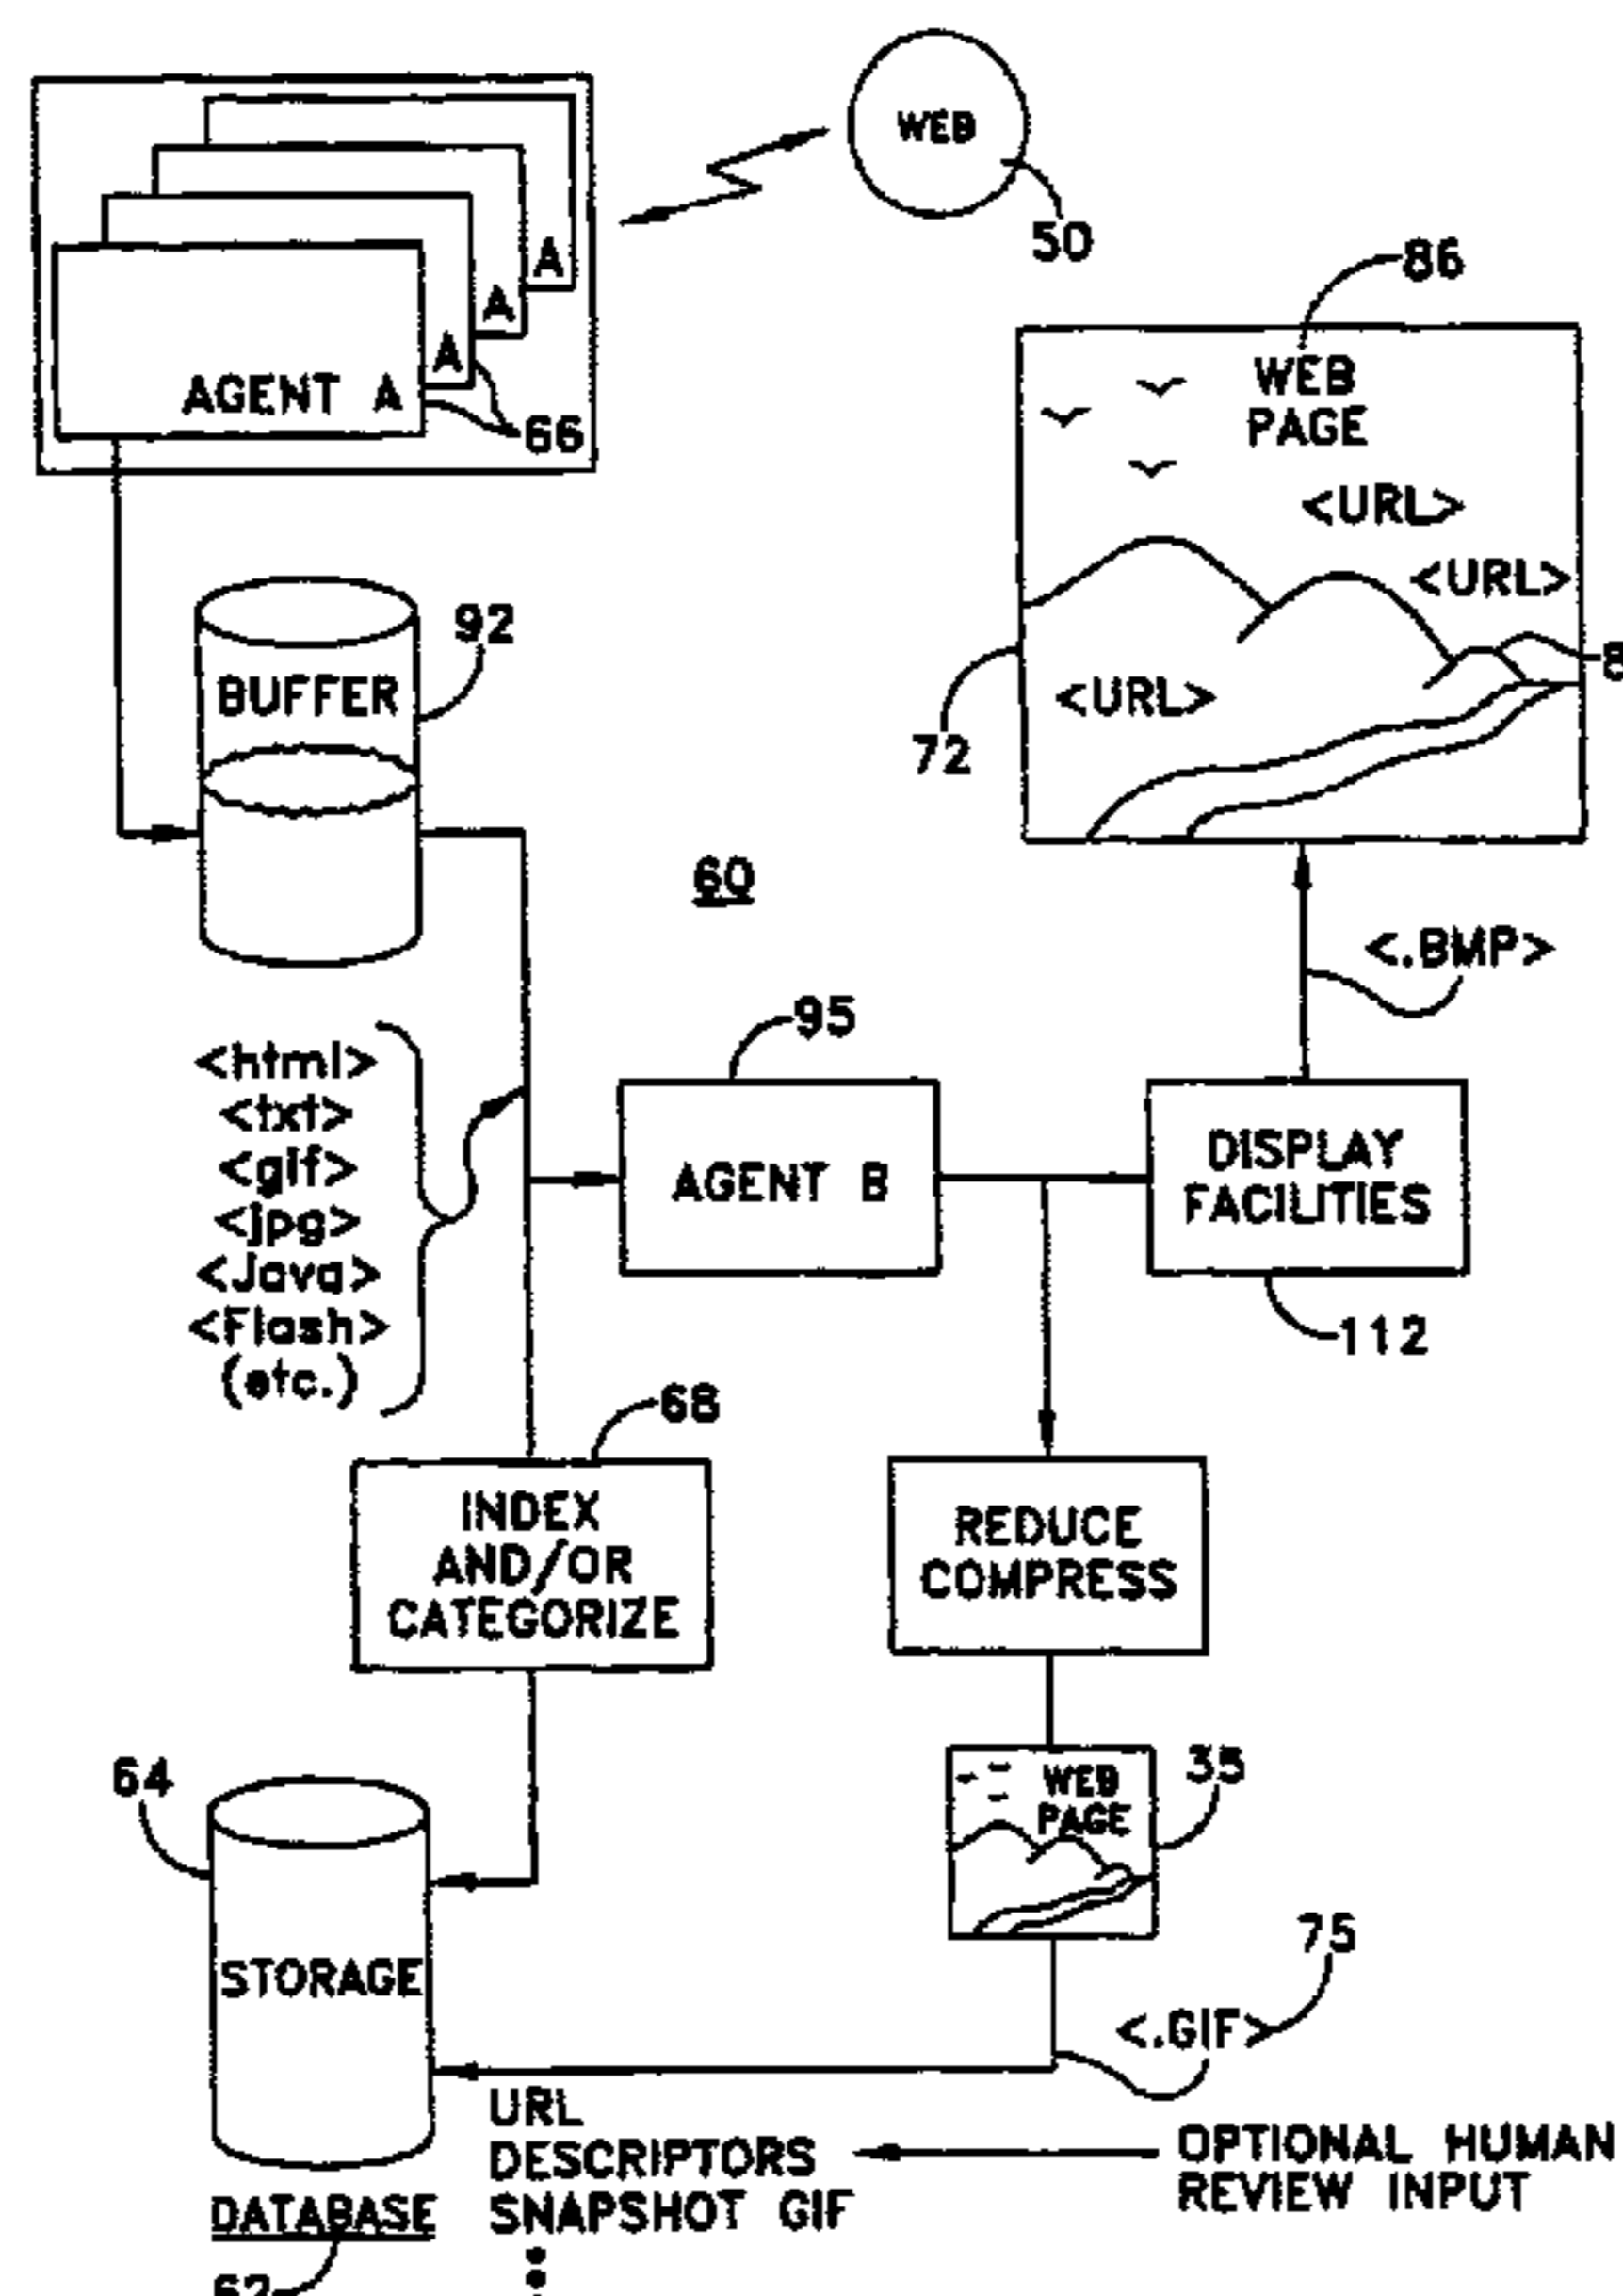 WEB
50
A
A
A
AGENT A
66
86
WEB
PAGE
<URL>
<URL>
<URL>
72
92
BUFFER
60
<.BMP>
95
<html>
<txt>
<gif>
<jpg>
<Java>
<Flash>
(etc.)
AGENT B
DISPLAY
FACILITIES
112
68
INDEX
AND/OR
CATEGORIZE
REDUCE
COMPRESS
64
WEB
PAGE
35
STORAGE
75
<.GIF>
URL
DESCRIPTORS
SNAPSHOT GIF
OPTIONAL HUMAN
REVIEW INPUT
DATABASE
62